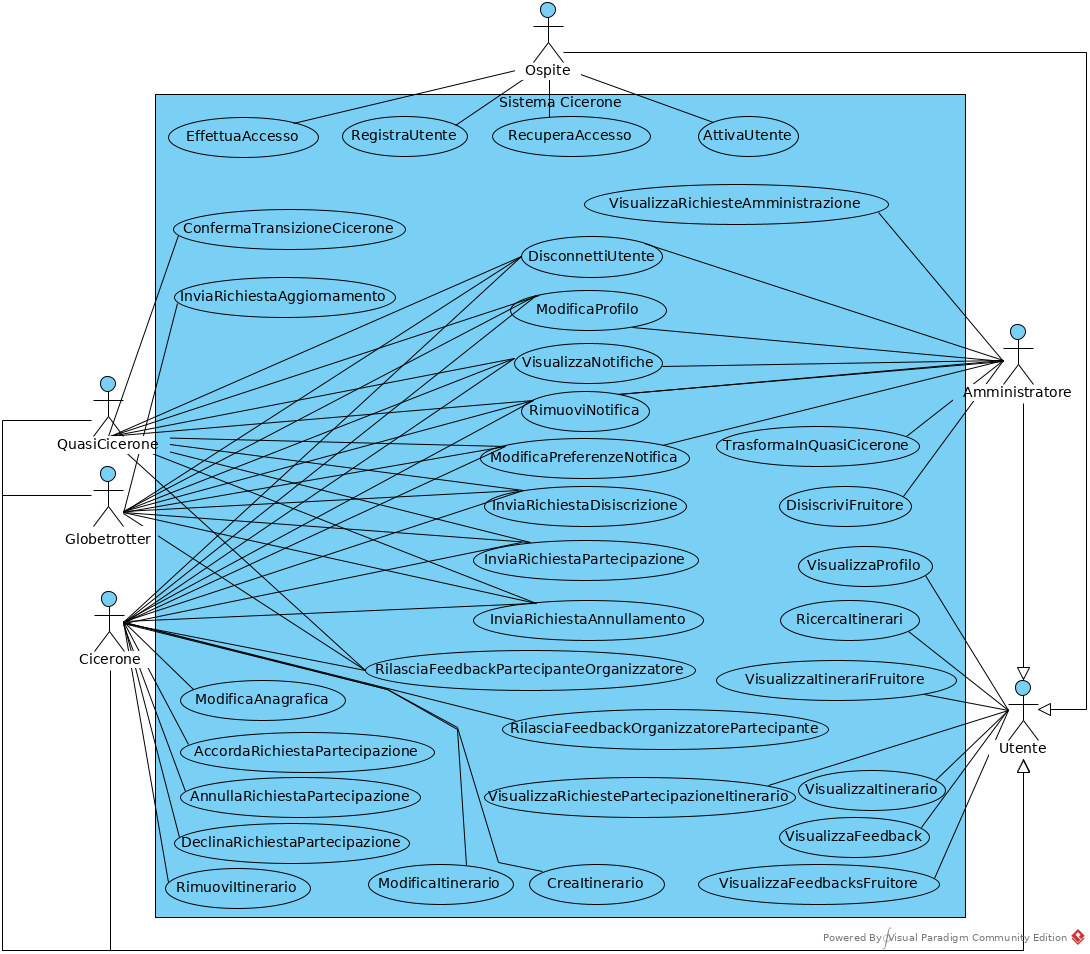 Ospite
Sistema Cicerone
EffettuaAccesso
RegistraUtente
RecuperaAccesso
AttivaUtente
VisualizzaRichiesteAmministrazione
ConfermaTransizioneCicerone
DisconnettiUtente
InviaRichiestaAggiornamento
ModificaProfilo
VisualizzaNotifiche
Amministratore
RimuoviNotifica
QuasiCicerone
TrasformaInQuasiCicerone
ModificaPreferenzeNotifica
InviaRichiestaDisiscrizione
DisiscriviFruitore
Globetrotter
InviaRichiestaPartecipazione
VisualizzaProfilo
InviaRichiestaAnnullamento
RicercaItinerari
Cicerone
RilasciaFeedbackPartecipanteOrganizzatore
VisualizzaItinerariFruitore
ModificaAnagrafica
RilasciaFeedbackOrganizzatorePartecipante
Utente
AccordaRichiestaPartecipazione
AnnullaRichiestaPartecipazione
VisualizzaRichiestePartecipazioneItinerario
VisualizzaItinerario
VisualizzaFeedback
DeclinaRichiestaPartecipazione
RimuoviItinerario
ModificaItinerario
CreaItinerario
VisualizzaFeedbacksFruitore
Powered By Visual Paradigm Community Edition